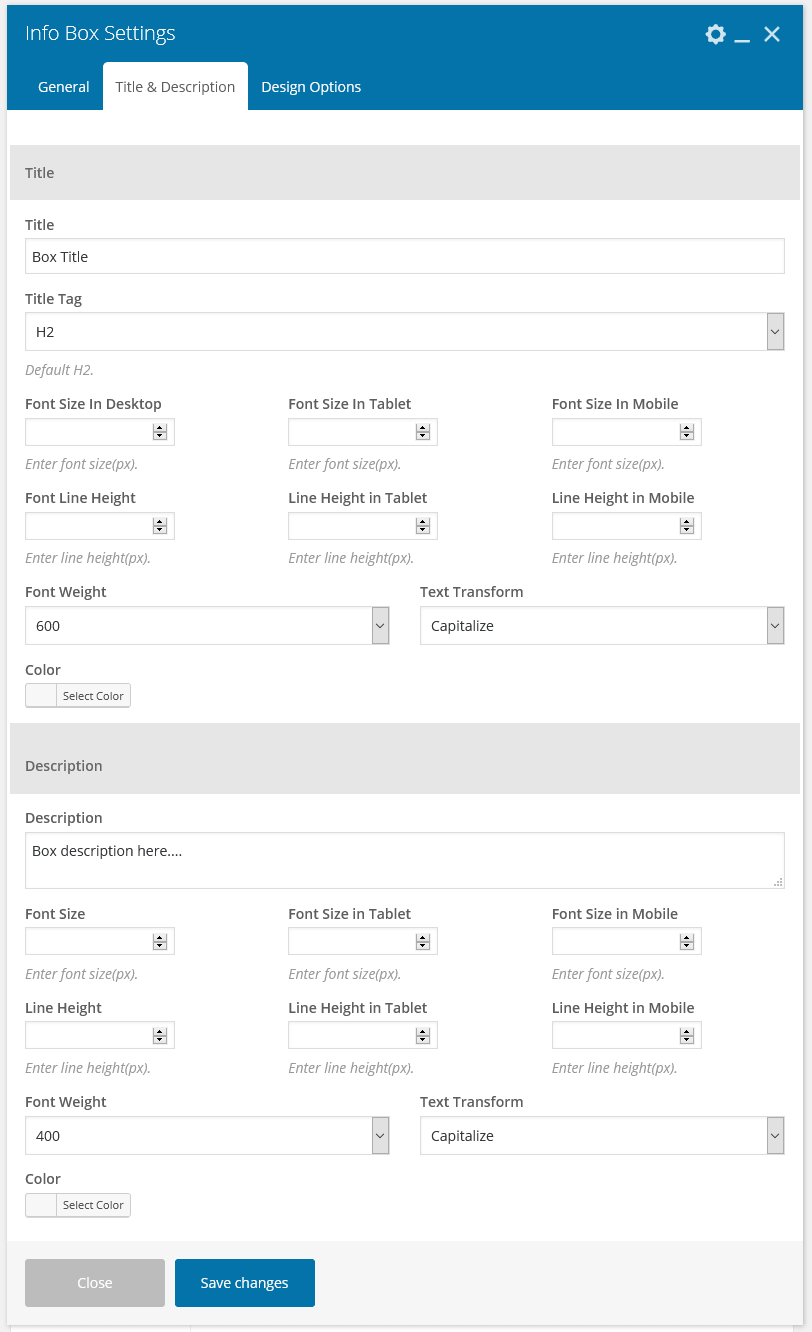 Info Box Settings
General Title & Description Design Options
Title
Title
Box Title
Title Tag
H2
Default H2.
Font Size In Desktop Font Size In Tablet Font Size In Mobile
Enter font size(px). Enter font size(px). Enter font size(px).
Font Line Height Line Height in Tablet Line Height in Mobile
Enter line height(px). Enter line height(px). Enter line height(px).
Font Weight Text Transform
600 Capitalize
Color
Select Color
Description
Description
Box description here....
Font Size Font Size in Tablet Font Size in Mobile
Enter font size(px). Enter font size(px). Enter font size(px).
Line Height Line Height in Tablet Line Height in Mobile
Enter line height(px). Enter line height(px). Enter line height(px).
Font Weight Text Transform
400 Capitalize
Color
Select Color
Close Save changes